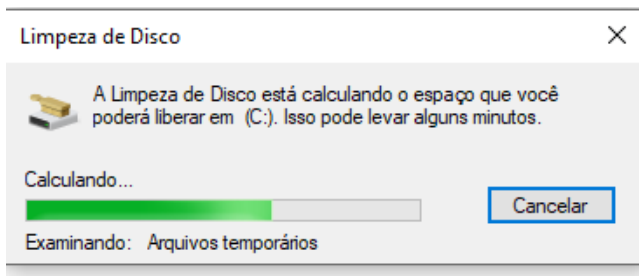 Limpeza de Disco
A Limpeza de Disco está calculando o espaço que você
poderá liberar em (C:). Isso pode levar alguns minutos.
Calculando...
Cancelar
Examinando: Arquivos temporários